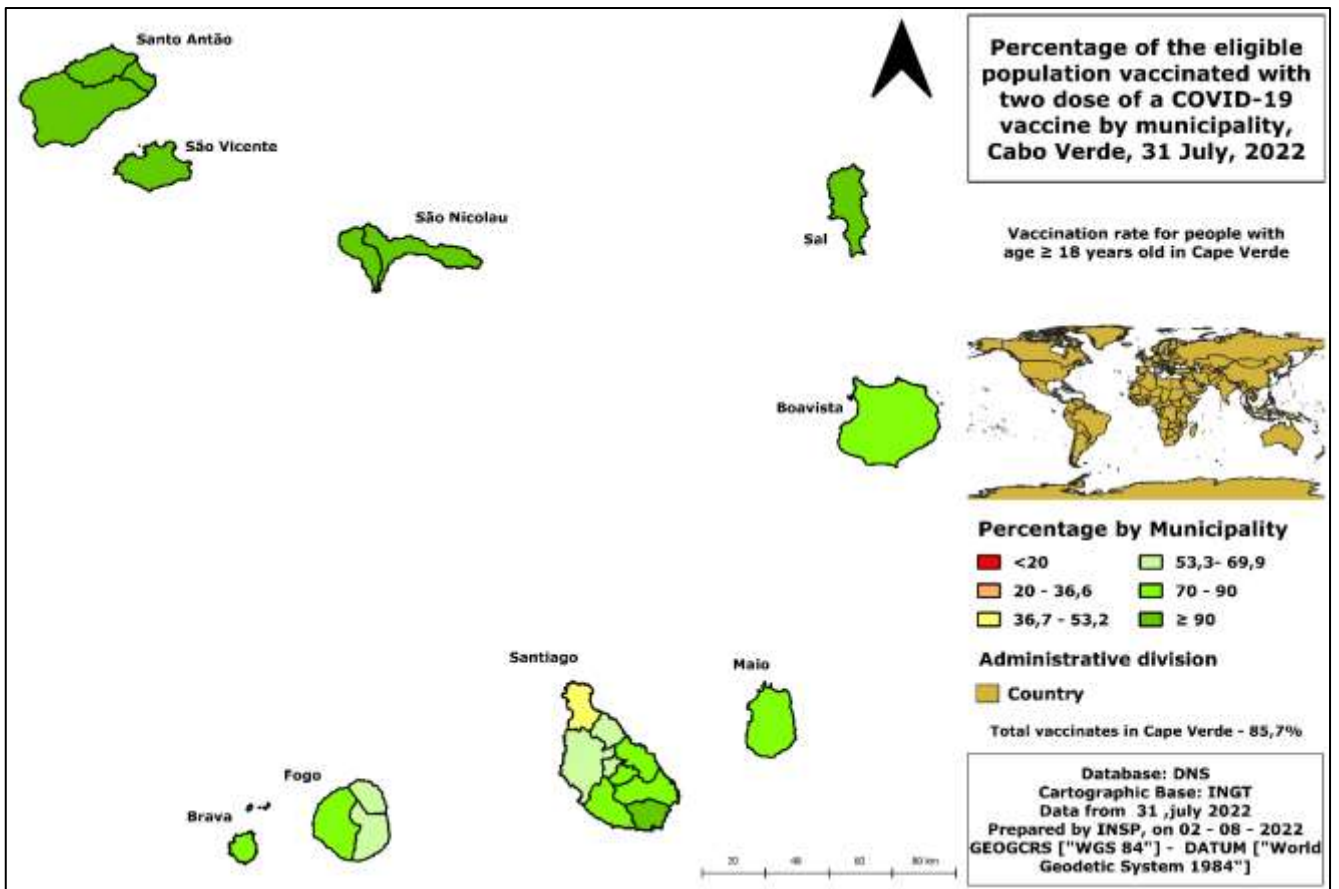 Santo Antão
São Vicente
São Nicolau
Sal
Boavista
Santiago
Maio
Fogo
Brava
20 40 60 80 km
Percentage of the eligible
population vaccinated with
two dose of a COVID-19
vaccine by municipality,
Cabo Verde, 31 July, 2022
Vaccination rate for people with
age ≥ 18 years old in Cape Verde
Percentage by Municipality
<20
20 - 36,6
36,7 - 53,2
53,3- 69,9
70 - 90
≥ 90
Administrative division
Country
Total vaccinates in Cape Verde - 85,7%
Database: DNS
Cartographic Base: INGT
Data from 31 ,july 2022
Prepared by INSP, on 02 - 08 - 2022
GEOGCRS ["WGS 84"] - DATUM ["World
Geodetic System 1984"]